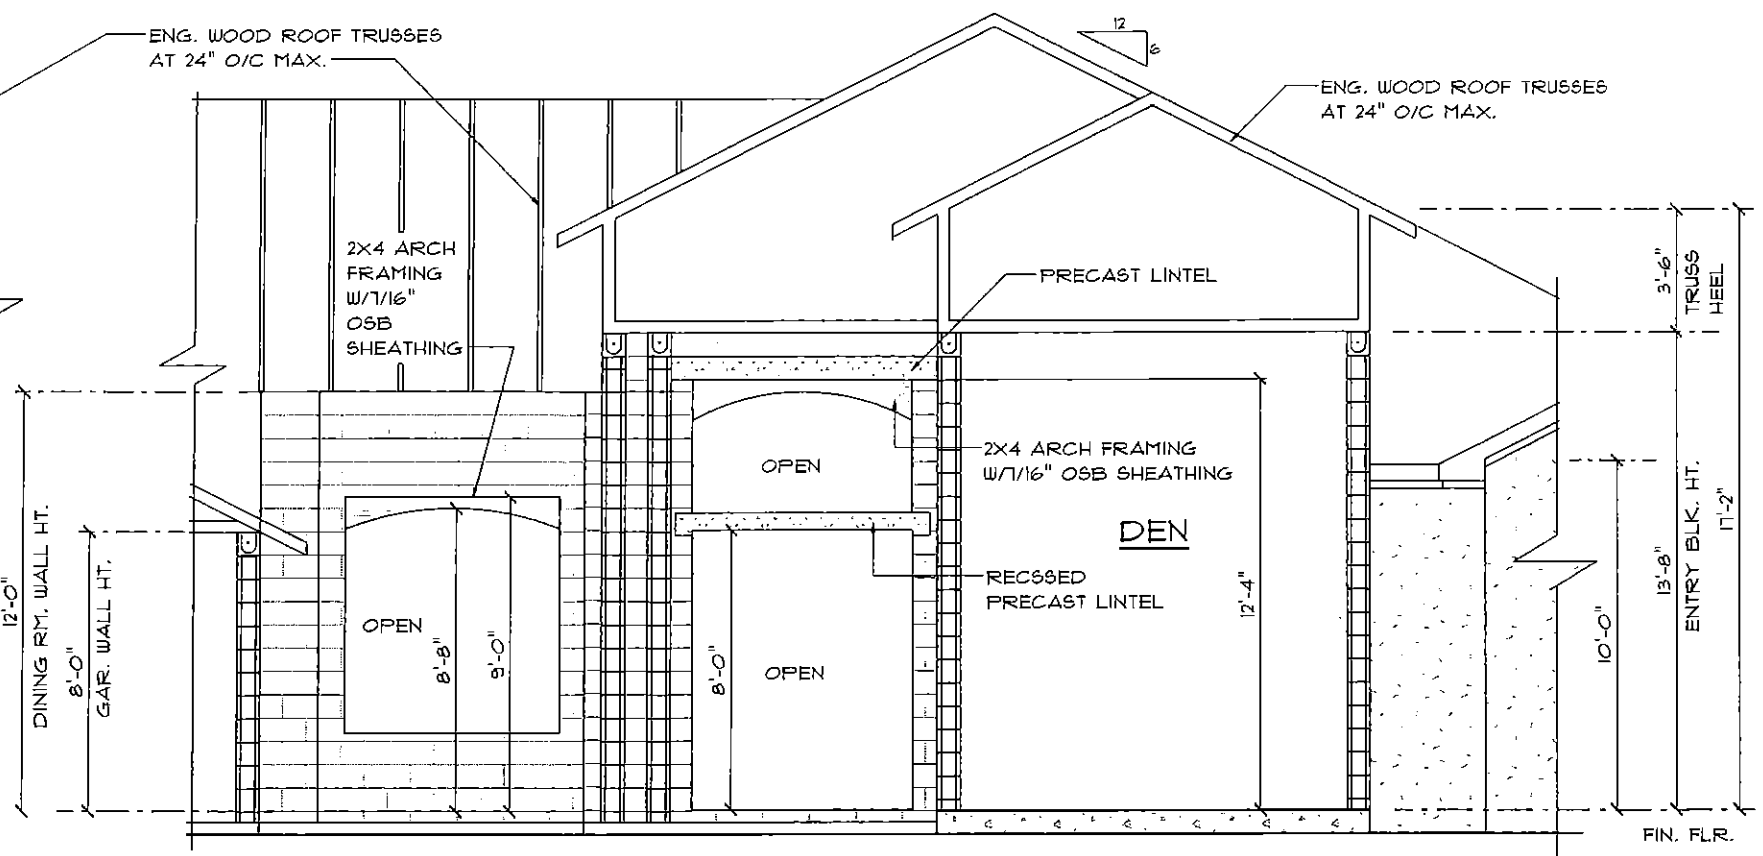 ENG. WOOD ROOF TRUSSES
AT 24" O/C MAX.
12
6
ENG. WOOD ROOF TRUSSES
AT 24" O/C MAX.
2X4 ARCH
FRAMING
W/7/16"
OSB
SHEATHING
PRECAST LINTEL
3'-6"
TRUSS
HEEL
OPEN
2X4 ARCH FRAMING
W/7/16" OSB SHEATHING
DEN
RECSSED
PRECAST LINTEL
OPEN
OPEN
8'-8"
9'-0"
8'-0"
12'-4"
12'-0"
DINING RM. WALL HT.
8'-0"
GAR. WALL HT.
10'-0"
13'-8"
ENTRY BLK. HT.
17'-2"
FIN. FLR.